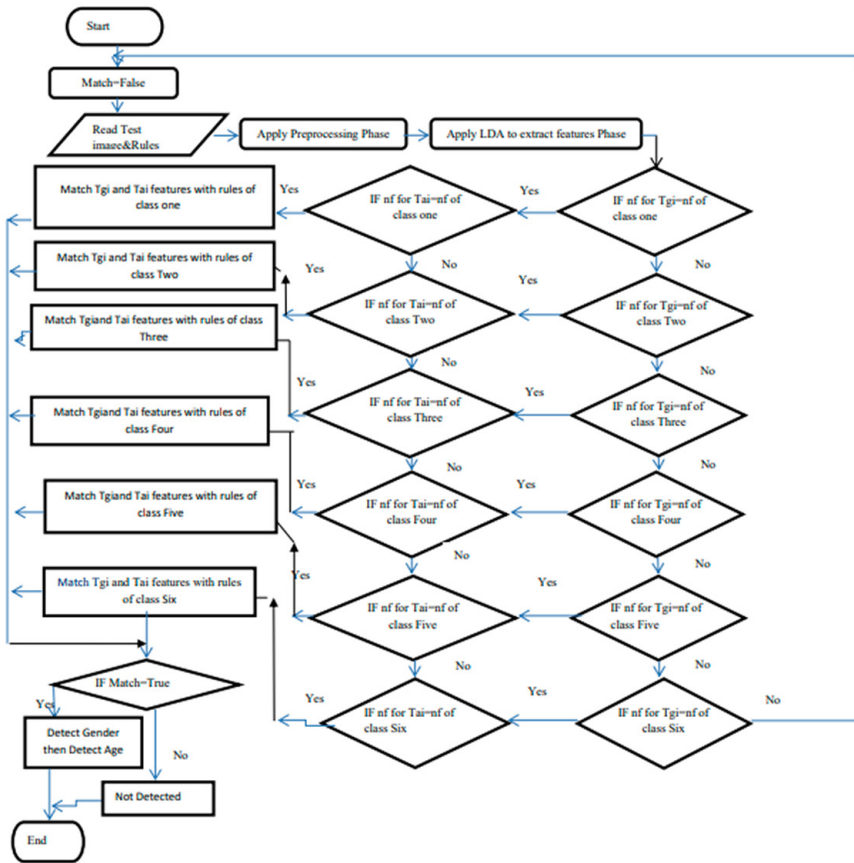 Start
Match=False
Read Test
image&Rules
Apply Preprocessing Phase
Apply LDA to extract features Phase
Match Tgi and Tai features with rules of
class one
Yes
IF nf for Tai=nf of
class one
Yes
IF nf for Tgi=nf of
class one
No
No
Match Tgi and Tai features with rules of
class Two
Yes
IF nf for Tai=nf of
class Two
Yes
IF nf for Tgi=nf of
class Two
No
No
Match Tgiand Tai features with rules of class
Three
Yes
IF nf for Tai=nf of
class Three
Yes
IF nf for Tgi=nf of
class Three
No
No
Match Tgiand Tai features with rules of
class Four
Yes
IF nf for Tai=nf of
class Four
Yes
IF nf for Tgi=nf of
class Four
No
No
Match Tgiand Tai features with rules of
class Five
Yes
IF nf for Tai=nf of
class Five
Yes
IF nf for Tgi=nf of
class Five
No
No
Match Tgi and Tai features with rules
of class Six
Yes
IF nf for Tai=nf of
class Six
Yes
IF nf for Tgi=nf of
class Six
No
IF Match=True
Yes
No
Detect Gender
then Detect Age
Not Detected
End